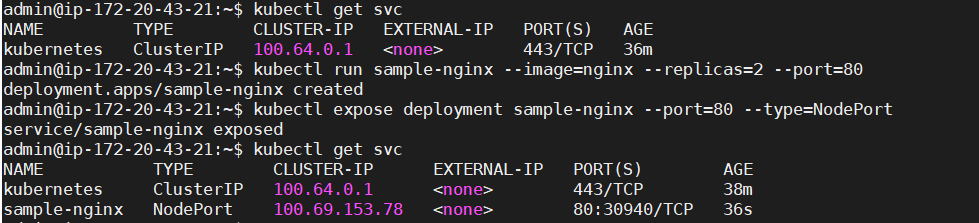 admin@ip-172-20-43-21:~$ kubectl get svc
NAME         TYPE        CLUSTER-IP   EXTERNAL-IP   PORT(S)   AGE
kubernetes   ClusterIP   100.64.0.1   <none>        443/TCP   36m
admin@ip-172-20-43-21:~$ kubectl run sample-nginx --image=nginx --replicas=2 --port=80
deployment.apps/sample-nginx created
admin@ip-172-20-43-21:~$ kubectl expose deployment sample-nginx --port=80 --type=NodePort
service/sample-nginx exposed
admin@ip-172-20-43-21:~$ kubectl get svc
NAME           TYPE        CLUSTER-IP      EXTERNAL-IP   PORT(S)        AGE
kubernetes     ClusterIP   100.64.0.1      <none>        443/TCP        38m
sample-nginx   NodePort    100.69.153.78   <none>        80:30940/TCP   36s